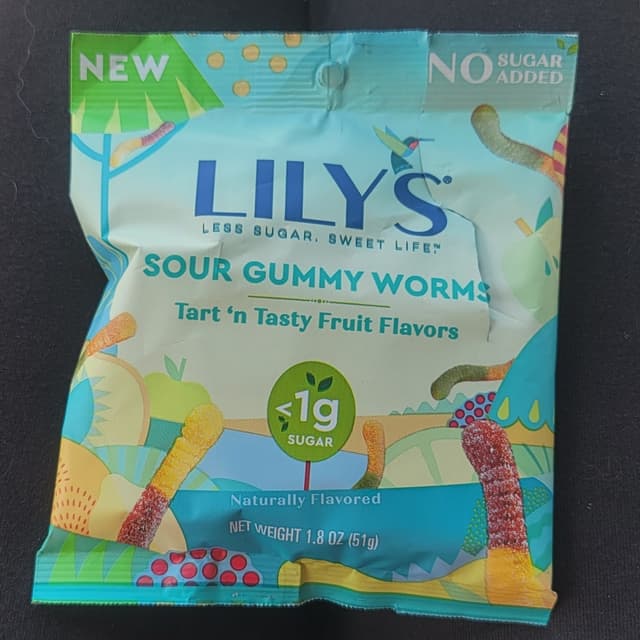 NEW
NO SUGAR
ADDED
LILY'S®
LESS SUGAR. SWEET LIFE.™
SOUR GUMMY WORMS
Tart ‘n Tasty Fruit Flavors
<1g
SUGAR
Naturally Flavored
NET WEIGHT 1.8 OZ (51g)